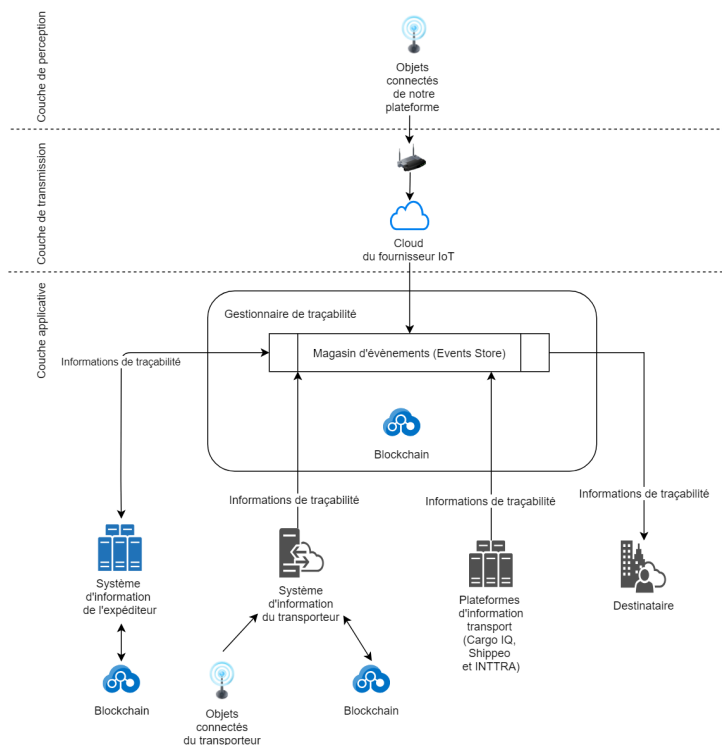 Couche de perception
Objets
connectés
de notre
plateforme
Couche de transmission
Cloud
du fournisseur IoT
Couche applicative
Gestionnaire de traçabilité
Magasin d'évènements (Events Store)
Informations de traçabilité
Blockchain
Informations de traçabilité
Informations de traçabilité
Informations de traçabilité
Système
d'information
de l'expéditeur
Système
d'information
du transporteur
Plateformes
d'information
transport
(Cargo IQ,
Shippeo
et INTTRA)
Destinataire
Blockchain
Objets
connectés
du transporteur
Blockchain